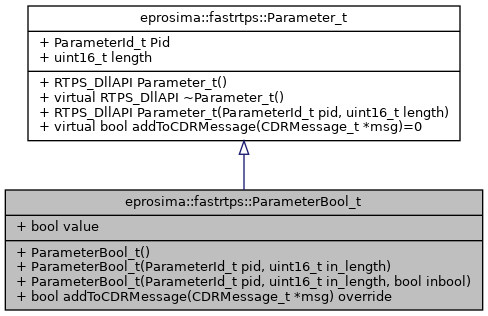 eprosima::fastrtps::Parameter_t
+ ParameterId_t Pid
+ uint16_t length
+ RTPS_DllAPI Parameter_t()
+ virtual RTPS_DllAPI ~Parameter_t()
+ RTPS_DllAPI Parameter_t(ParameterId_t pid, uint16_t length)
+ virtual bool addToCDRMessage(CDRMessage_t *msg)=0
eprosima::fastrtps::ParameterBool_t
+ bool value
+ ParameterBool_t()
+ ParameterBool_t(ParameterId_t pid, uint16_t in_length)
+ ParameterBool_t(ParameterId_t pid, uint16_t in_length, bool inbool)
+ bool addToCDRMessage(CDRMessage_t *msg) override